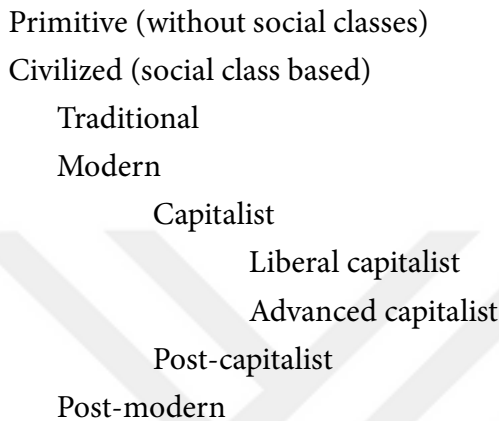 Primitive (without social classes)
Civilized (social class based)
Traditional
Modern
Capitalist
Liberal capitalist
Advanced capitalist
Post-capitalist
Post-modern